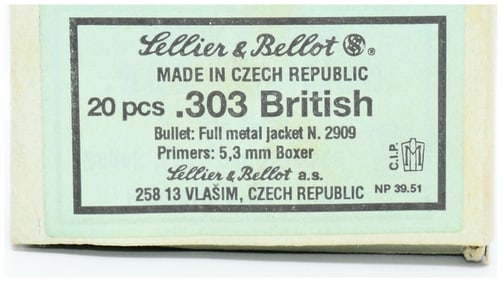 Sellier & Bellot SB®.
MADE IN CZECH REPUBLIC
20 pcs .303 British
Bullet: Full metal jacket N. 2909
Primers: 5,3 mm Boxer
Sellier & Bellot a.s.
258 13 VLAŠIM, CZECH REPUBLIC
C.I.P.
NP 39.51